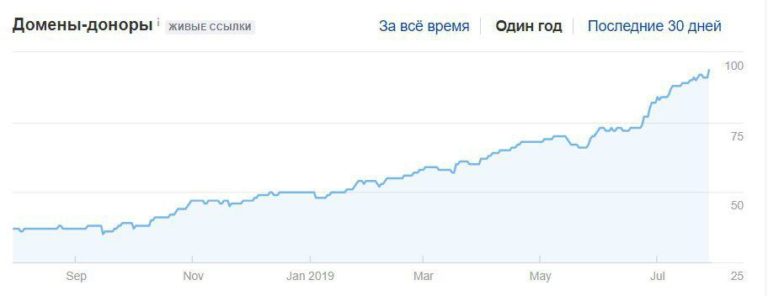 Домены-доноры i ЖИВЫЕ ССЫЛКИ За всё время Один год Последние 30 дней
100
75
50
Sep Nov Jan 2019 Mar May Jul 25